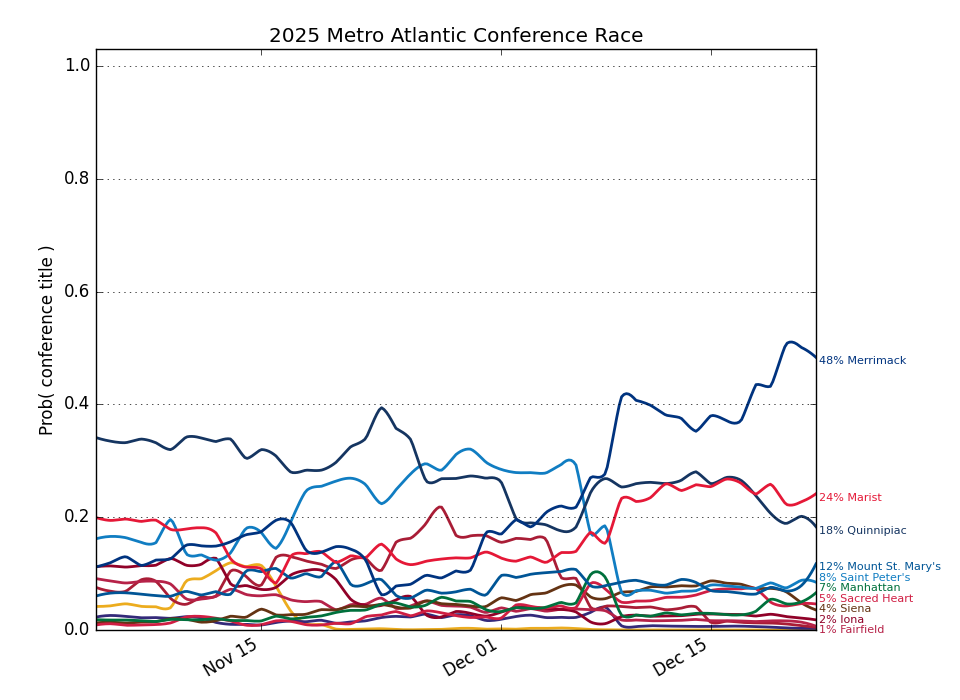 2025 Metro Atlantic Conference Race
1.0
0.8
0.6
0.4
0.2
0.0
Prob( conference title )
Nov 15
Dec 01
Dec 15
48% Merrimack
24% Marist
18% Quinnipiac
12% Mount St. Mary's
8% Saint Peter's
7% Manhattan
5% Sacred Heart
4% Siena
2% Iona
1% Fairfield